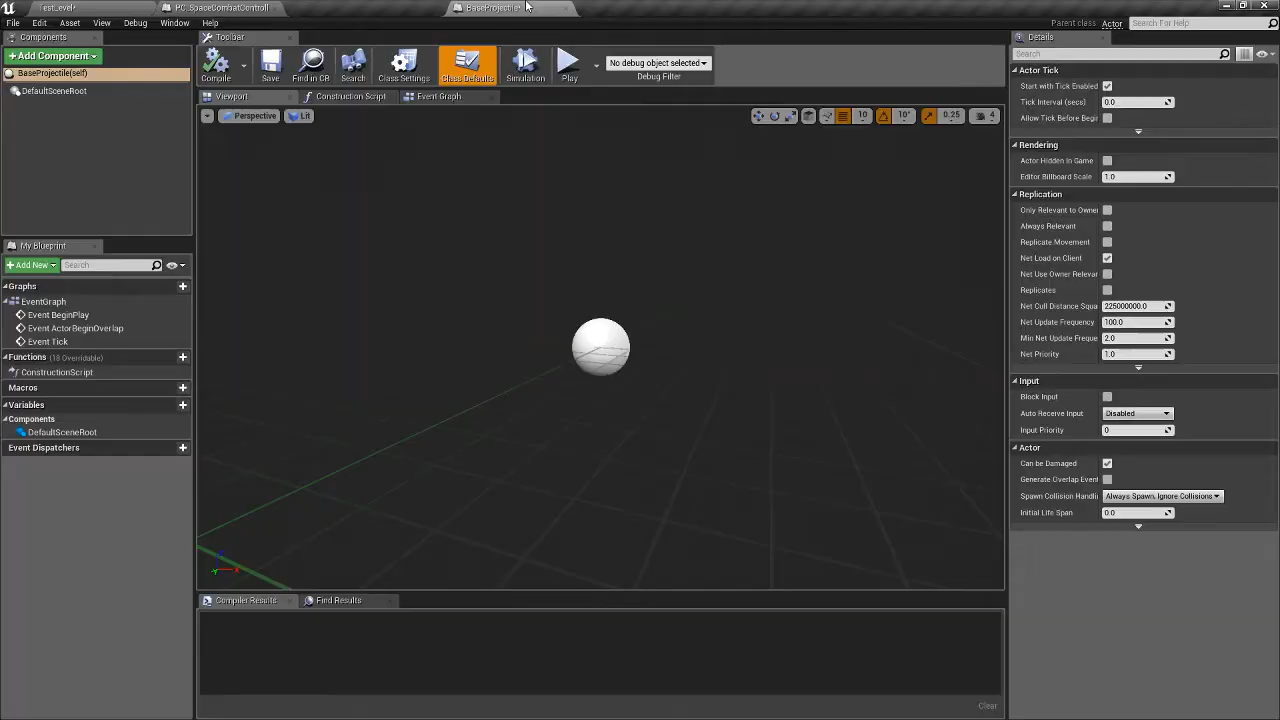 TestLevel*
PC_SpaceCombatControll
BaseProjectile*
File Edit Asset View Debug Window Help
Parent class: Actor
Search For Help
Components
Toolbar
Details
+Add Component
Search
BaseProjectile(self)
DefaultSceneRoot
Compile
Save
Find in CB
Search
Class Settings
Class Defaults
Simulation
Play
No debug object selected
Debug Filter
Viewport
Construction Script
Event Graph
Perspective
Lit
10
10°
0.25
4
Actor Tick
Start with Tick Enabled
Tick Interval (secs) 0.0
Allow Tick Before Begin
Rendering
Actor Hidden In Game
Editor Billboard Scale 1.0
Replication
Only Relevant to Owner
Always Relevant
Replicate Movement
Net Load on Client
Net Use Owner Relevan
Replicates
Net Cull Distance Squa 225000000.0
Net Update Frequency 100.0
Min Net Update Freque 2.0
Net Priority 1.0
Input
Block Input
Auto Receive Input Disabled
Input Priority 0
Actor
Can be Damaged
Generate Overlap Event
Spawn Collision Handli Always Spawn, Ignore Collisions
Initial Life Span 0.0
My Blueprint
+Add New
Search
Graphs
EventGraph
Event BeginPlay
Event ActorBeginOverlap
Event Tick
Functions (18 Overridable)
ConstructionScript
Macros
Variables
Components
DefaultSceneRoot
Event Dispatchers
Compiler Results
Find Results
Clear